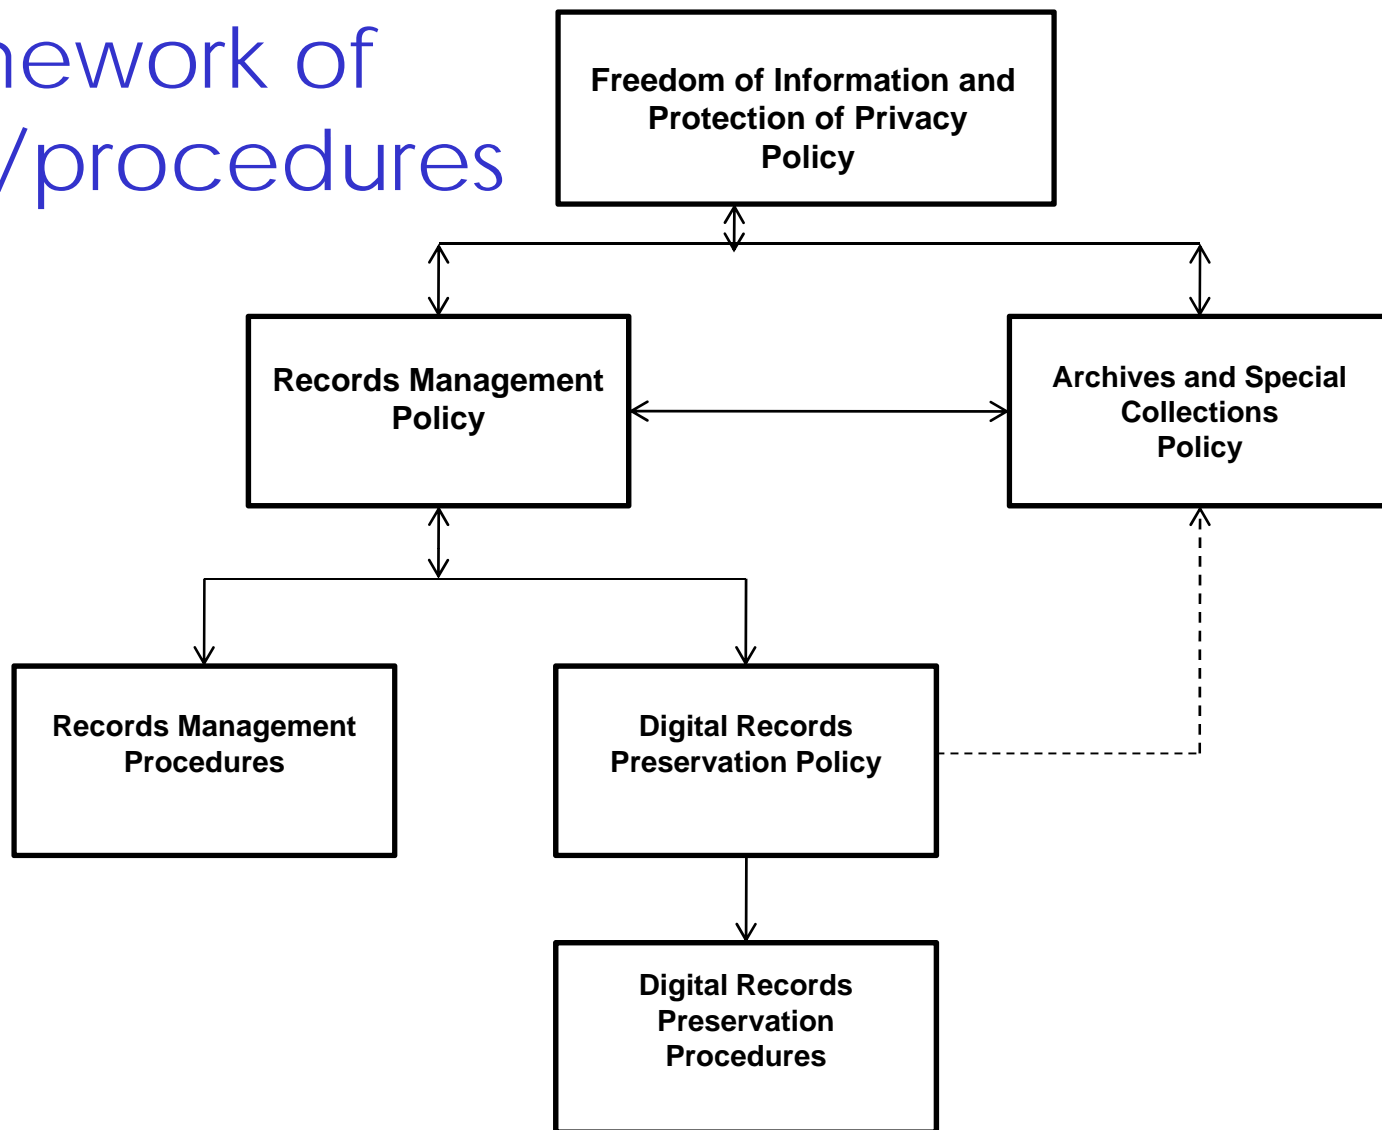 of
/procedures
Freedom of Information and
Protection of Privacy
Policy
Records Management
Policy
Archives and Special
Collections
Policy
Records Management
Procedures
Digital Records
Preservation Policy
Digital Records
Preservation
Procedures